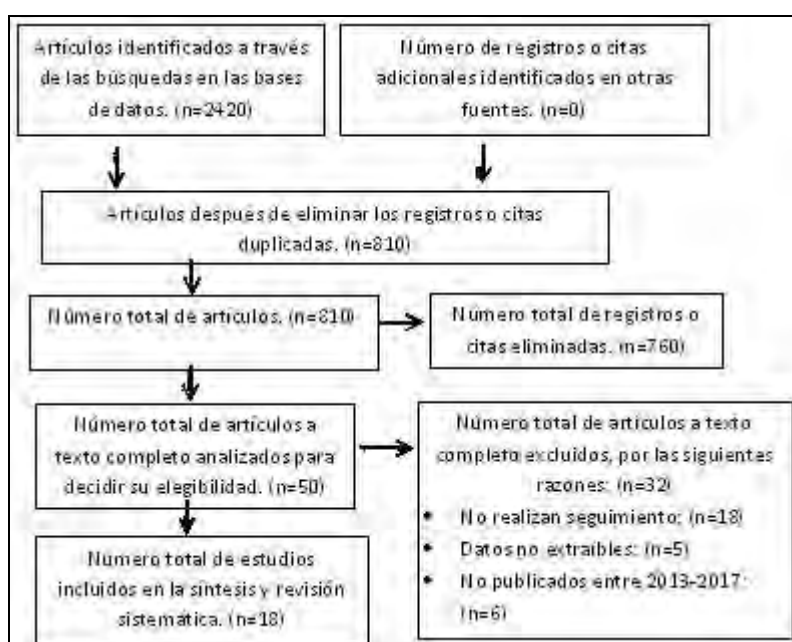 Artículos identificados a través
de las búsquedas en las bases
de datos. (n=2420)
Número de registros o citas
adicionales identificados en otras
fuentes. (n=0)
Artículos después de eliminar los registros o citas
duplicadas. (n=810)
Número total de artículos. (n=810)
Número total de registros o
citas eliminadas. (n=760)
Número total de artículos a
texto completo analizados para
decidir su elegibilidad. (n=50)
Número total de artículos a texto
completo excluidos, por las siguientes
razones: (n=32)
• No realizan seguimiento: (n=18)
• Datos no extraíbles: (n=5)
• No publicados entre 2013-2017:
(n=6)
Número total de estudios
incluidos en la síntesis y revisión
sistemática. (n=18)